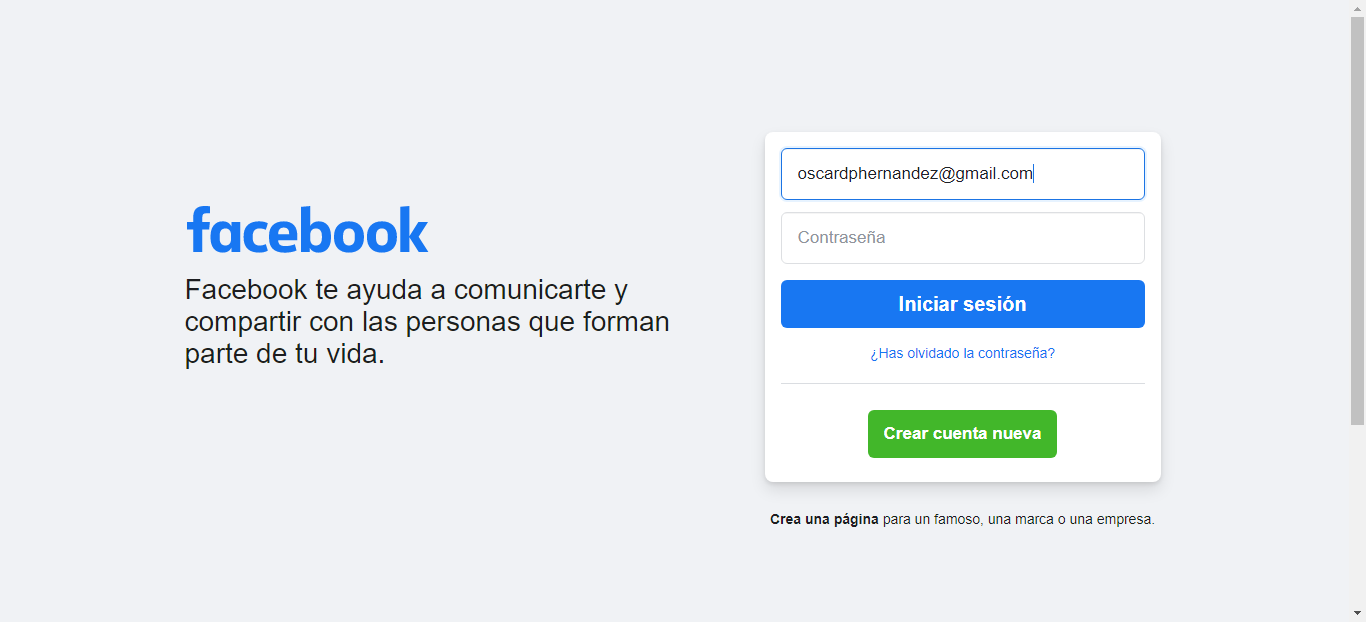 facebook
Facebook te ayuda a comunicarte y
compartir con las personas que forman
parte de tu vida.
oscardphernandez@gmail.com
Contraseña
Iniciar sesión
¿Has olvidado la contraseña?
Crear cuenta nueva
Crea una página para un famoso, una marca o una empresa.